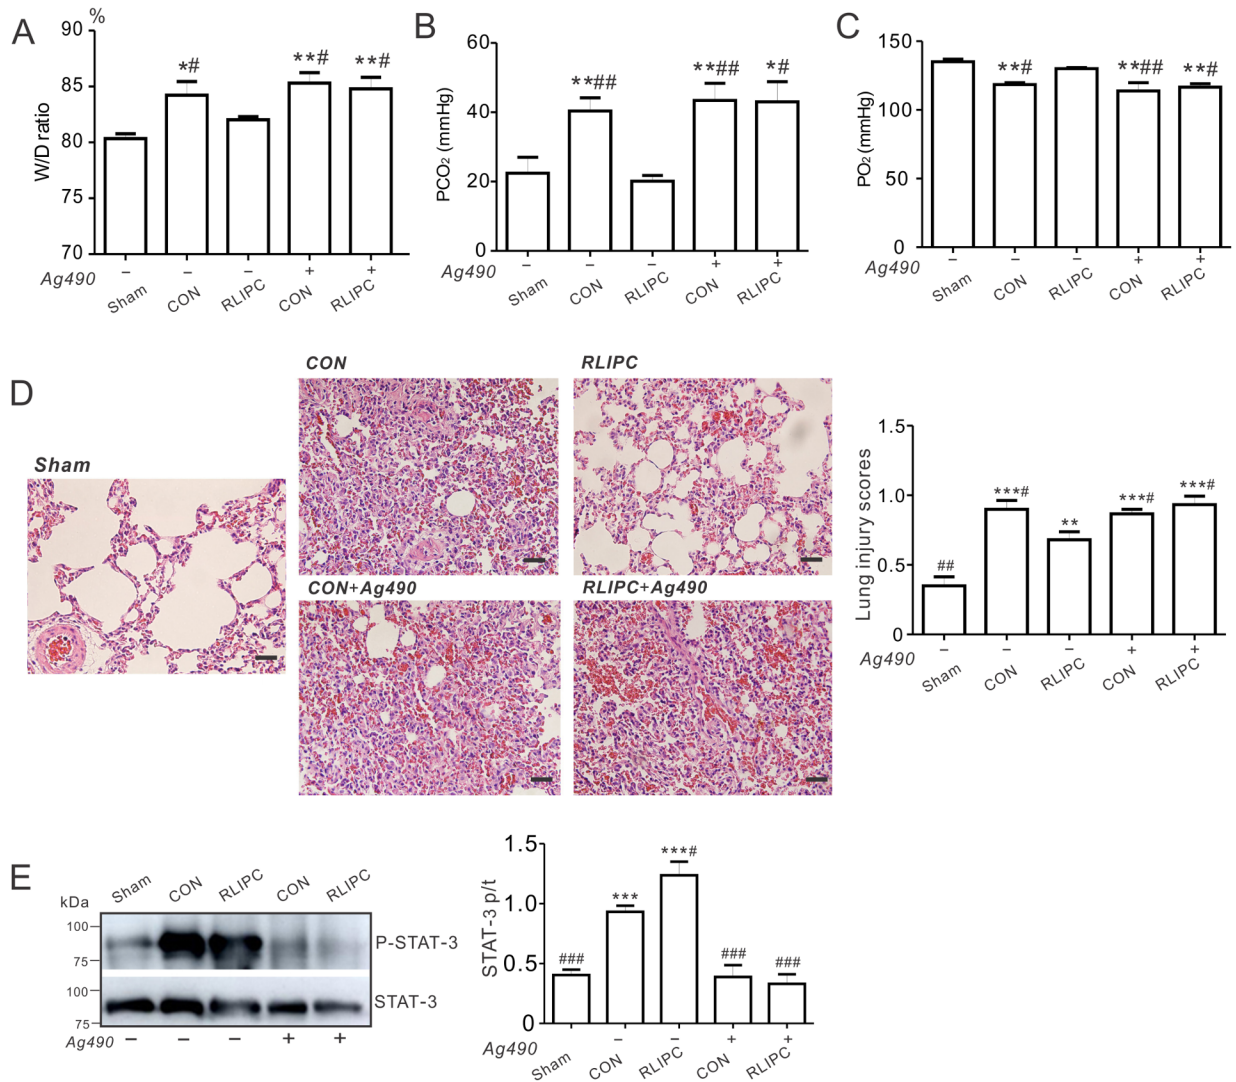 A
%
90
85
80
75
70
W/D ratio
*#
**#
**#
Ag490 − − − + +
Sham CON RLIPC CON RLIPC
B
60
40
20
0
PCO₂ (mmHg)
**##
**##
*#
Ag490 − − − + +
Sham CON RLIPC CON RLIPC
C
150
100
50
0
PO₂ (mmHg)
**#
**##
**#
Ag490 − − − + +
Sham CON RLIPC CON RLIPC
D
Sham
CON
RLIPC
CON+Ag490
RLIPC+Ag490
1.5
1.0
0.5
0
Lung injury scores
##
***#
**
***#
***#
Ag490 − − − + +
Sham CON RLIPC CON RLIPC
E
Sham CON RLIPC CON RLIPC
kDa
100
75
P-STAT-3
100
75
STAT-3
Ag490 − − − + +
1.5
1.0
0.5
0
STAT-3 p/t
###
***
***#
###
###
Ag490 − − − + +
Sham CON RLIPC CON RLIPC